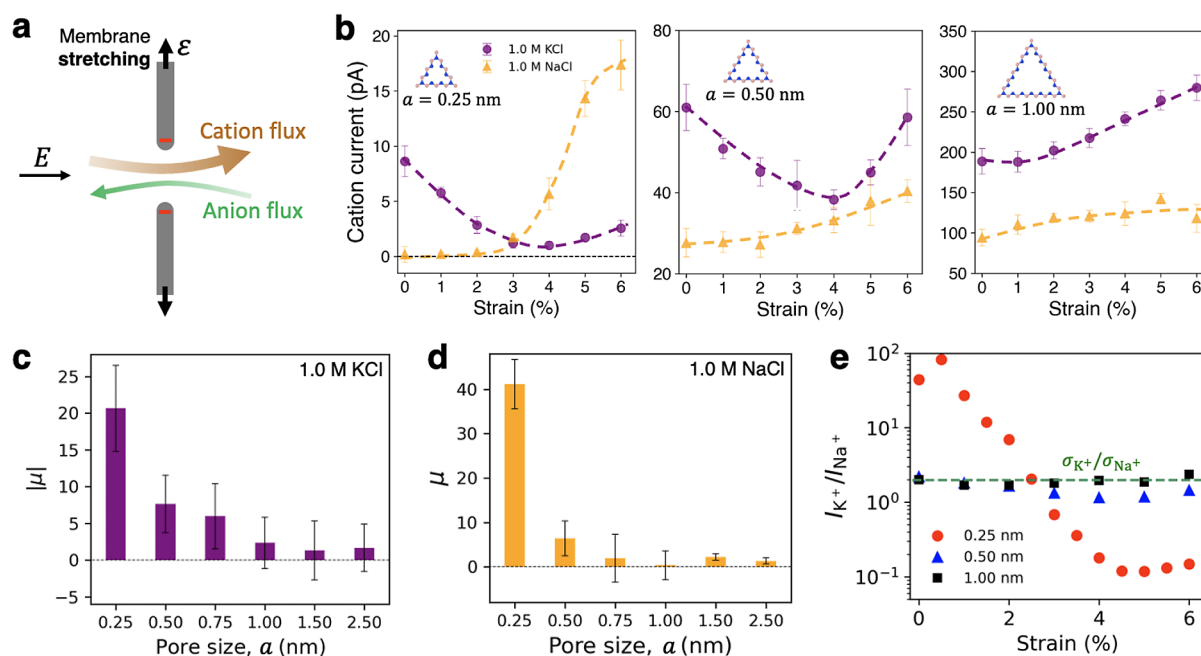 a
Membrane
stretching
ε
E
Cation flux
Anion flux
b
Cation current (pA)
20
15
10
5
0
1.0 M KCl
1.0 M NaCl
a = 0.25 nm
0 1 2 3 4 5 6
Strain (%)
80
60
40
20
a = 0.50 nm
0 1 2 3 4 5 6
Strain (%)
350
300
250
200
150
100
50
a = 1.00 nm
0 1 2 3 4 5 6
Strain (%)
c
|μ|
25
20
15
10
5
0
−5
1.0 M KCl
0.25 0.50 0.75 1.00 1.50 2.50
Pore size, a (nm)
d
μ
40
30
20
10
0
1.0 M NaCl
0.25 0.50 0.75 1.00 1.50 2.50
Pore size, a (nm)
e
I_K⁺/I_Na⁺
10²
10¹
10⁰
10⁻¹
σ_K⁺/σ_Na⁺
0.25 nm
0.50 nm
1.00 nm
0 2 4 6
Strain (%)